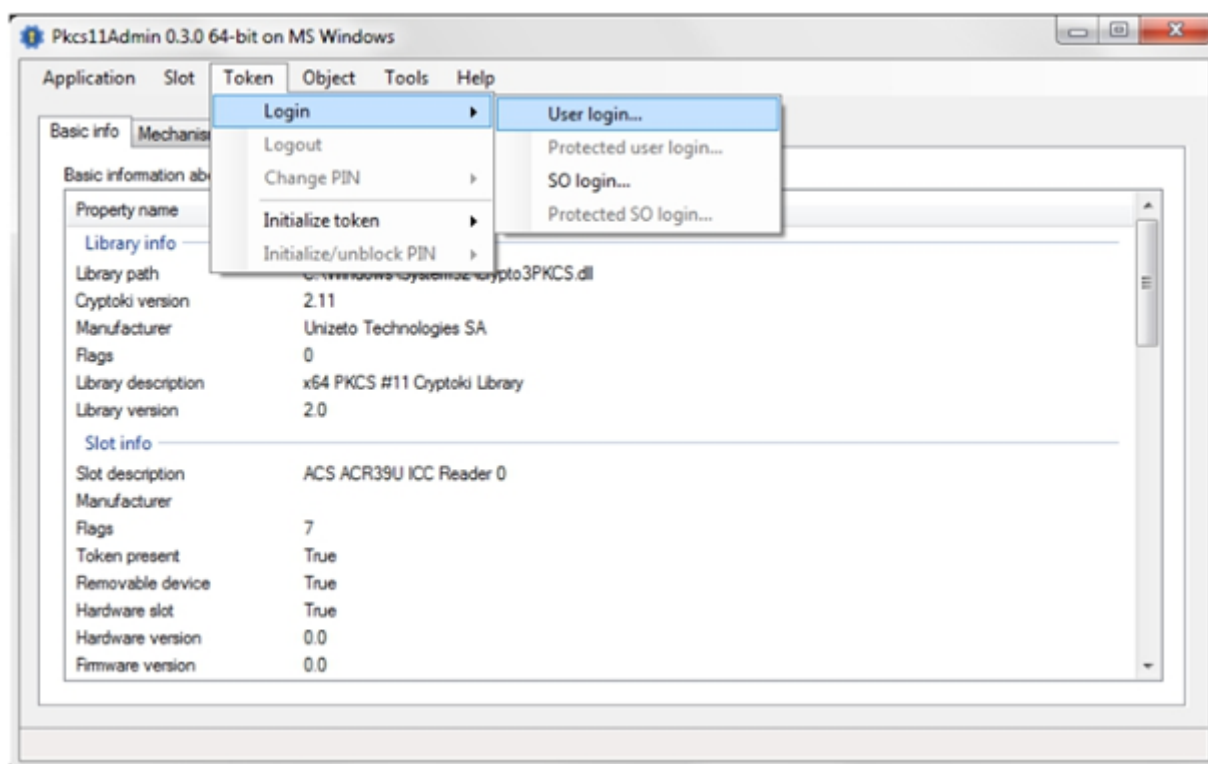 Pkcs11Admin 0.3.0 64-bit on MS Windows
Application Slot Token Object Tools Help
Login
Logout
Change PIN
Initialize token
Initialize/unblock PIN
User login...
Protected user login...
SO login...
Protected SO login...
Basic info
Basic information
Property name
Library info
Library path
Cryptoki version 2.11
Manufacturer Unizeto Technologies SA
Flags 0
Library description x64 PKCS #11 Cryptoki Library
Library version 2.0
Slot info
Slot description ACS ACR39U ICC Reader 0
Manufacturer
Flags 7
Token present True
Removable device True
Hardware slot True
Hardware version 0.0
Firmware version 0.0